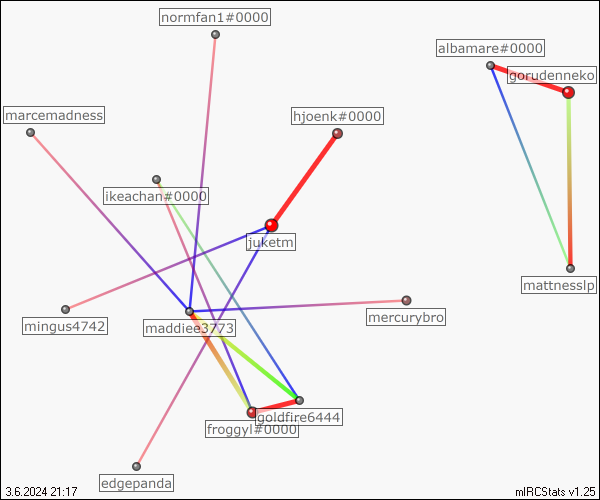 normfan1#0000
albamare#0000
gorudenneko
marcemadness
hjoenk#0000
ikeachan#0000
juketm
mattnesslp
mingus4742
maddiee3773
mercurybro
goldfire6444
froggyl#0000
edgepanda
3.6.2024 21:17
mIRCStats v1.25